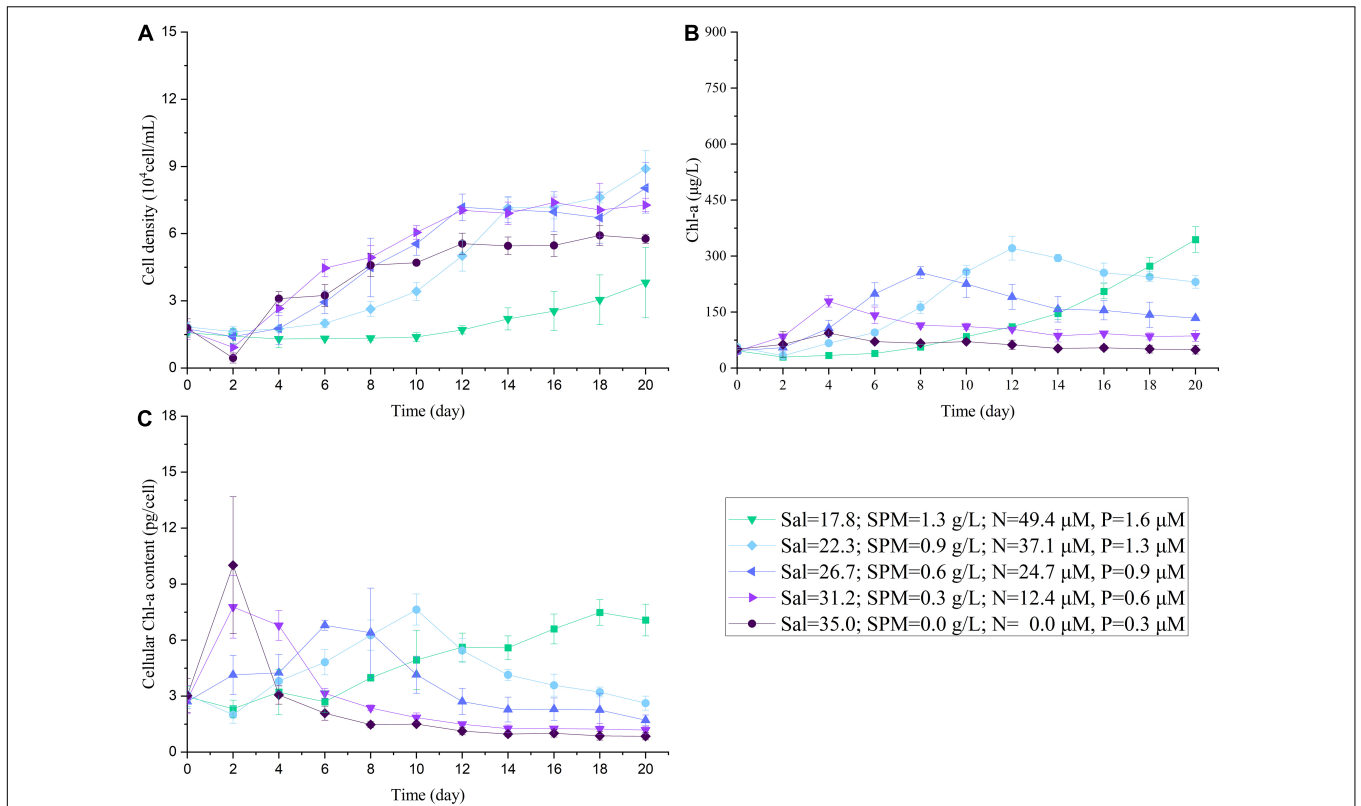 A
15
12
9
6
3
0
Cell density (10⁴cell/mL)
0 2 4 6 8 10 12 14 16 18 20
Time (day)
B
900
750
600
450
300
150
0
Chl-a (μg/L)
0 2 4 6 8 10 12 14 16 18 20
Time (day)
C
18
15
12
9
6
3
0
Cellular Chl-a content (pg/cell)
0 2 4 6 8 10 12 14 16 18 20
Time (day)
Sal=17.8; SPM=1.3 g/L; N=49.4 μM, P=1.6 μM
Sal=22.3; SPM=0.9 g/L; N=37.1 μM, P=1.3 μM
Sal=26.7; SPM=0.6 g/L; N=24.7 μM, P=0.9 μM
Sal=31.2; SPM=0.3 g/L; N=12.4 μM, P=0.6 μM
Sal=35.0; SPM=0.0 g/L; N= 0.0 μM, P=0.3 μM